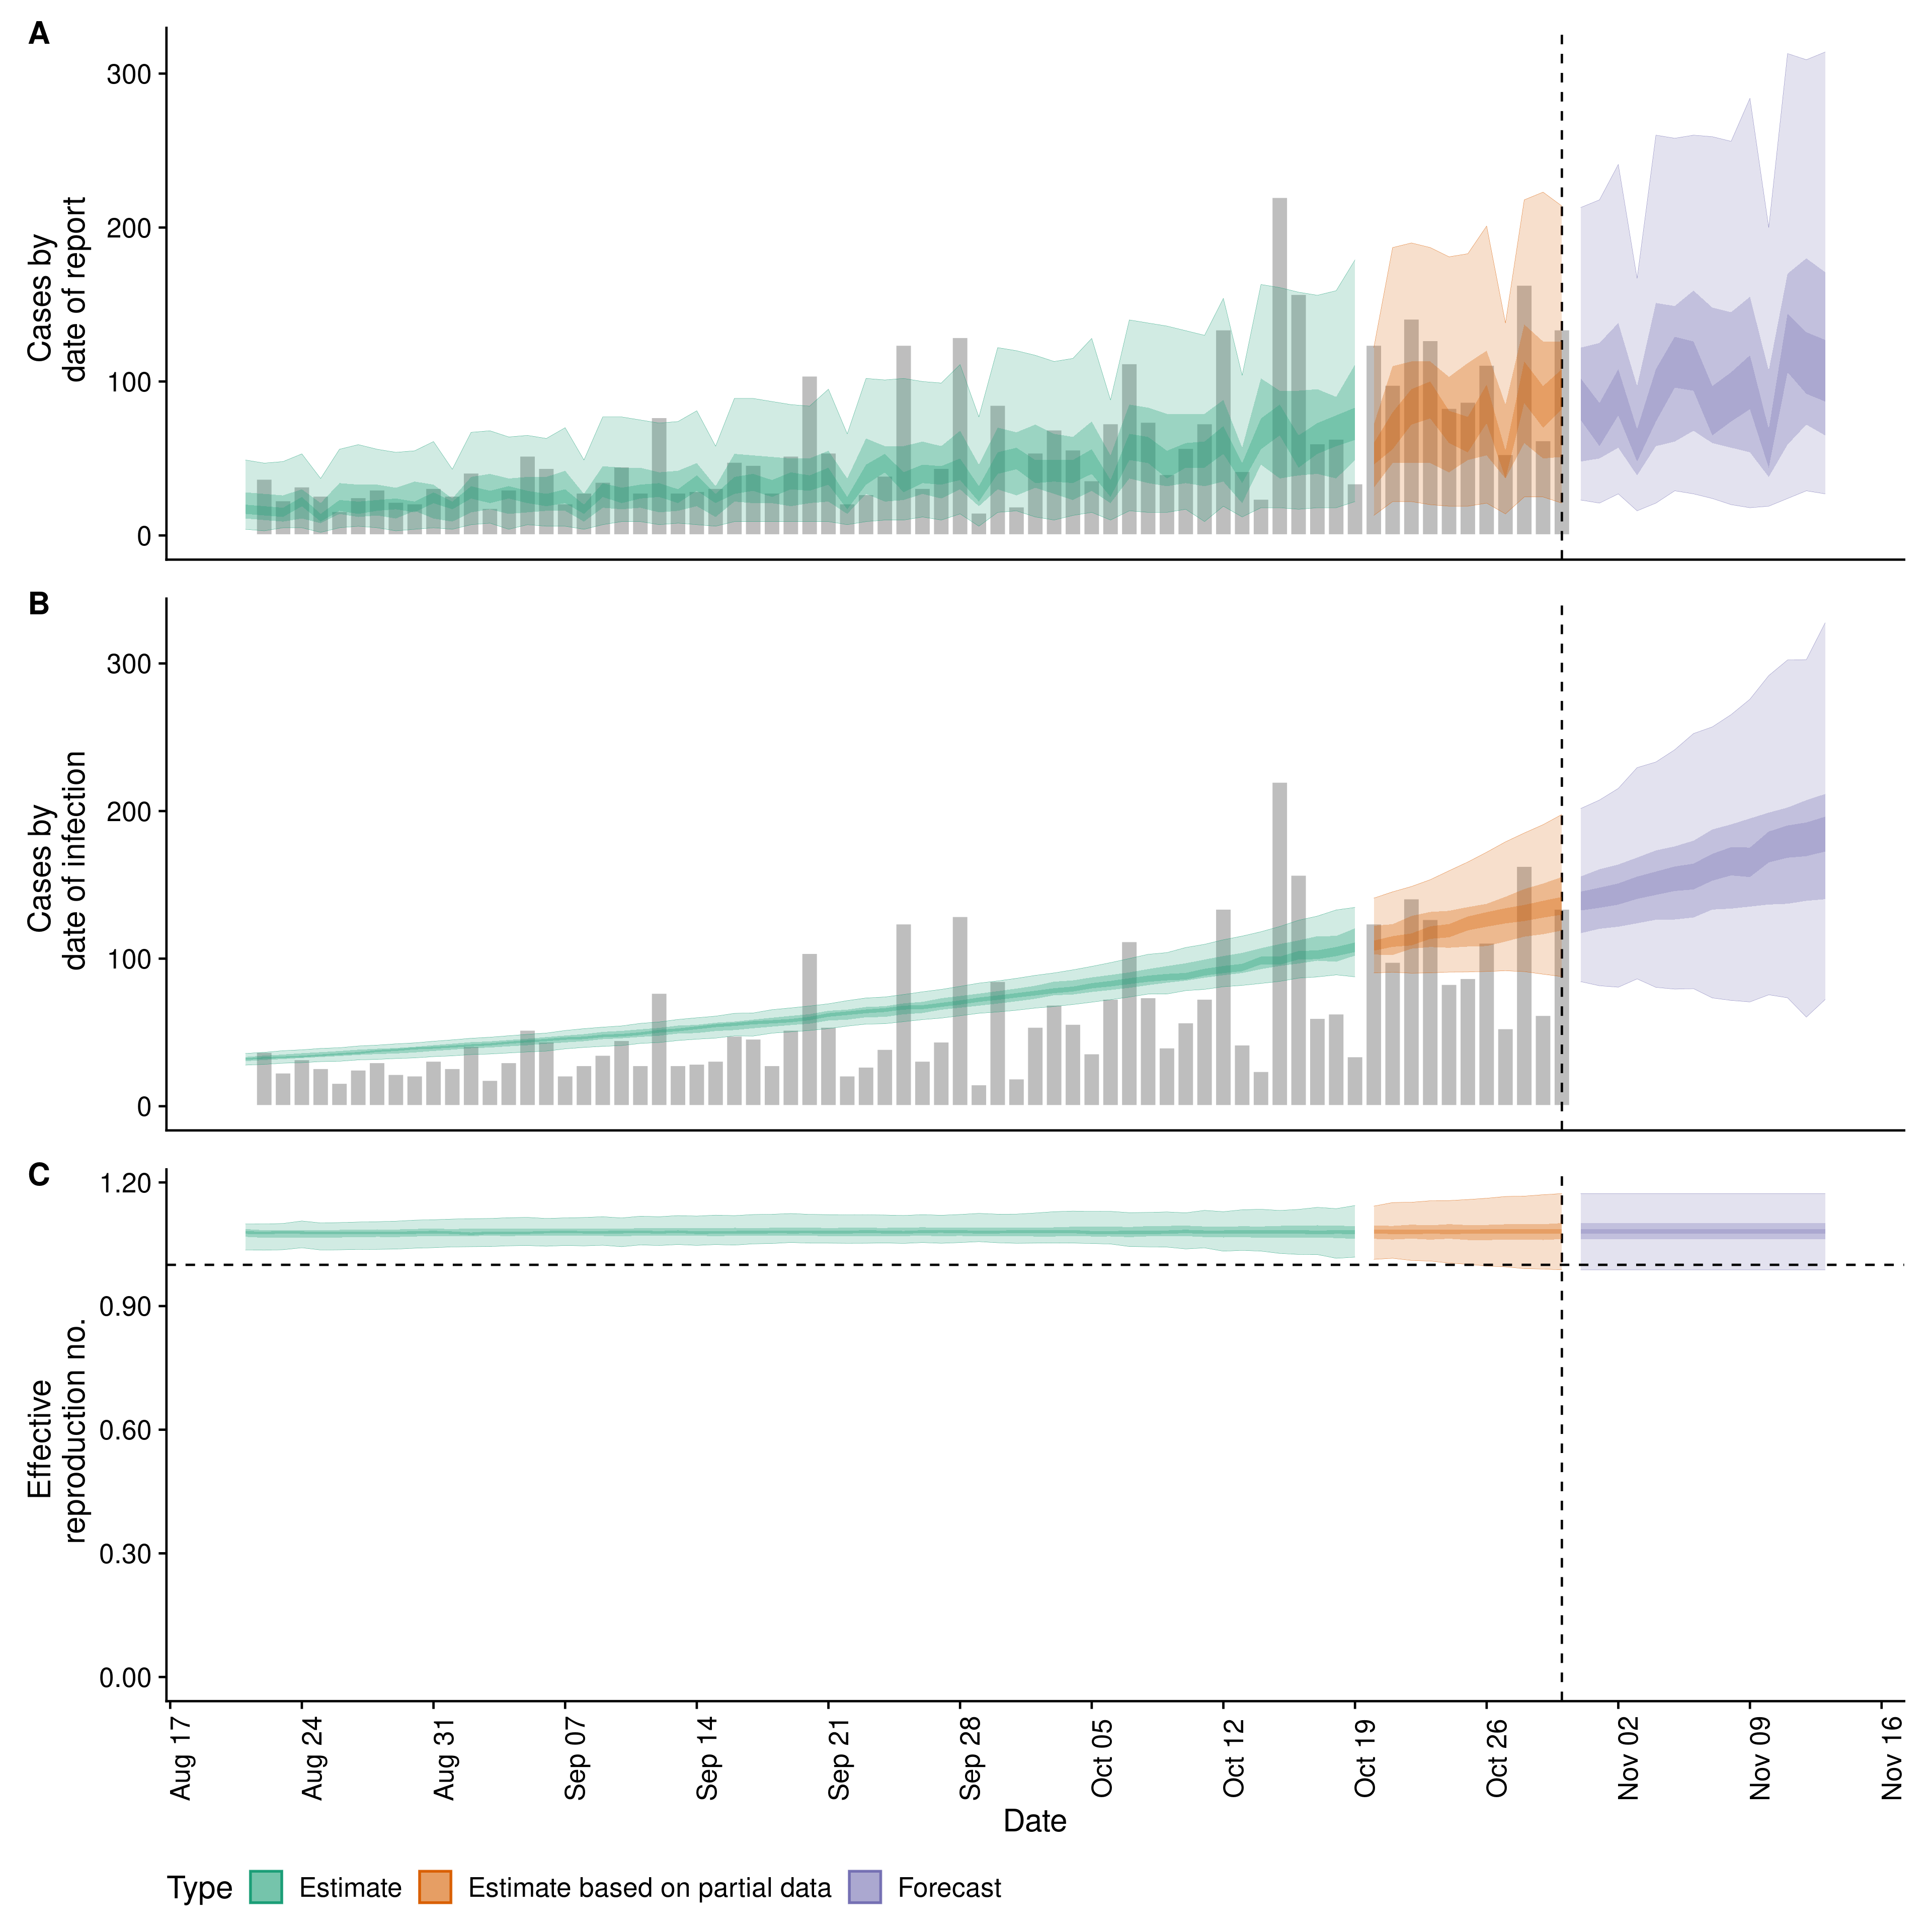 A
300
200
100
0
Cases by
date of report
B
300
200
100
0
Cases by
date of infection
C
1.20
0.90
0.60
0.30
0.00
Effective
reproduction no.
Aug 17
Aug 24
Aug 31
Sep 07
Sep 14
Sep 21
Sep 28
Oct 05
Oct 12
Oct 19
Oct 26
Nov 02
Nov 09
Nov 16
Date
Type Estimate Estimate based on partial data Forecast